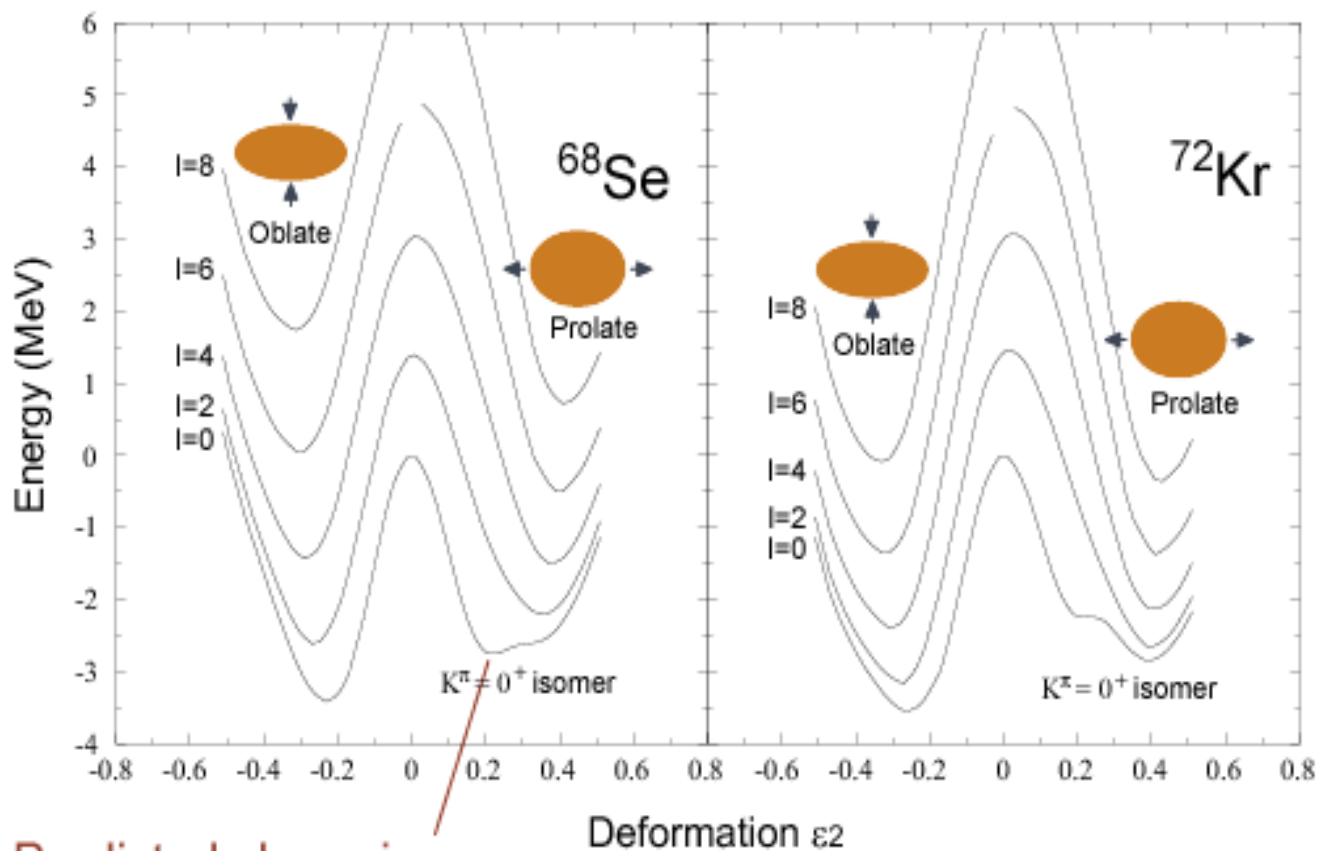 6
5
4
3
2
1
0
-1
-2
-3
-4
Energy (MeV)
I=8
I=6
I=4
I=2
I=0
Oblate
68Se
Prolate
Kπ = 0+ isomer
-0.8 -0.6 -0.4 -0.2 0 0.2 0.4 0.6 0.8
I=8
I=6
I=4
I=2
I=0
Oblate
72Kr
Prolate
Kπ = 0+ isomer
-0.6 -0.4 -0.2 0 0.2 0.4 0.6 0.8
Deformation ε2